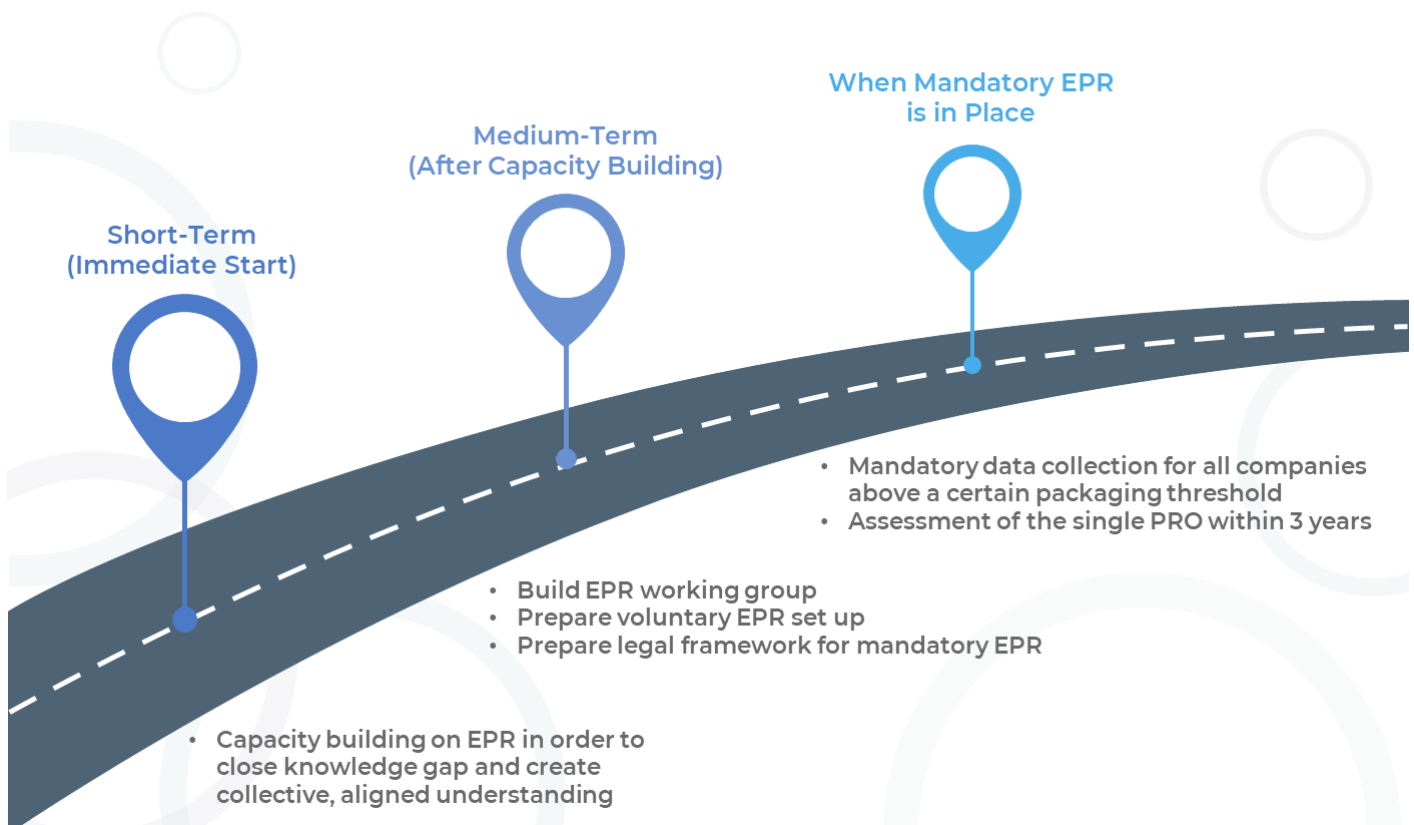 When Mandatory EPR
is in Place
Medium-Term
(After Capacity Building)
Short-Term
(Immediate Start)
• Mandatory data collection for all companies
above a certain packaging threshold
• Assessment of the single PRO within 3 years
• Build EPR working group
• Prepare voluntary EPR set up
• Prepare legal framework for mandatory EPR
• Capacity building on EPR in order to
close knowledge gap and create
collective, aligned understanding